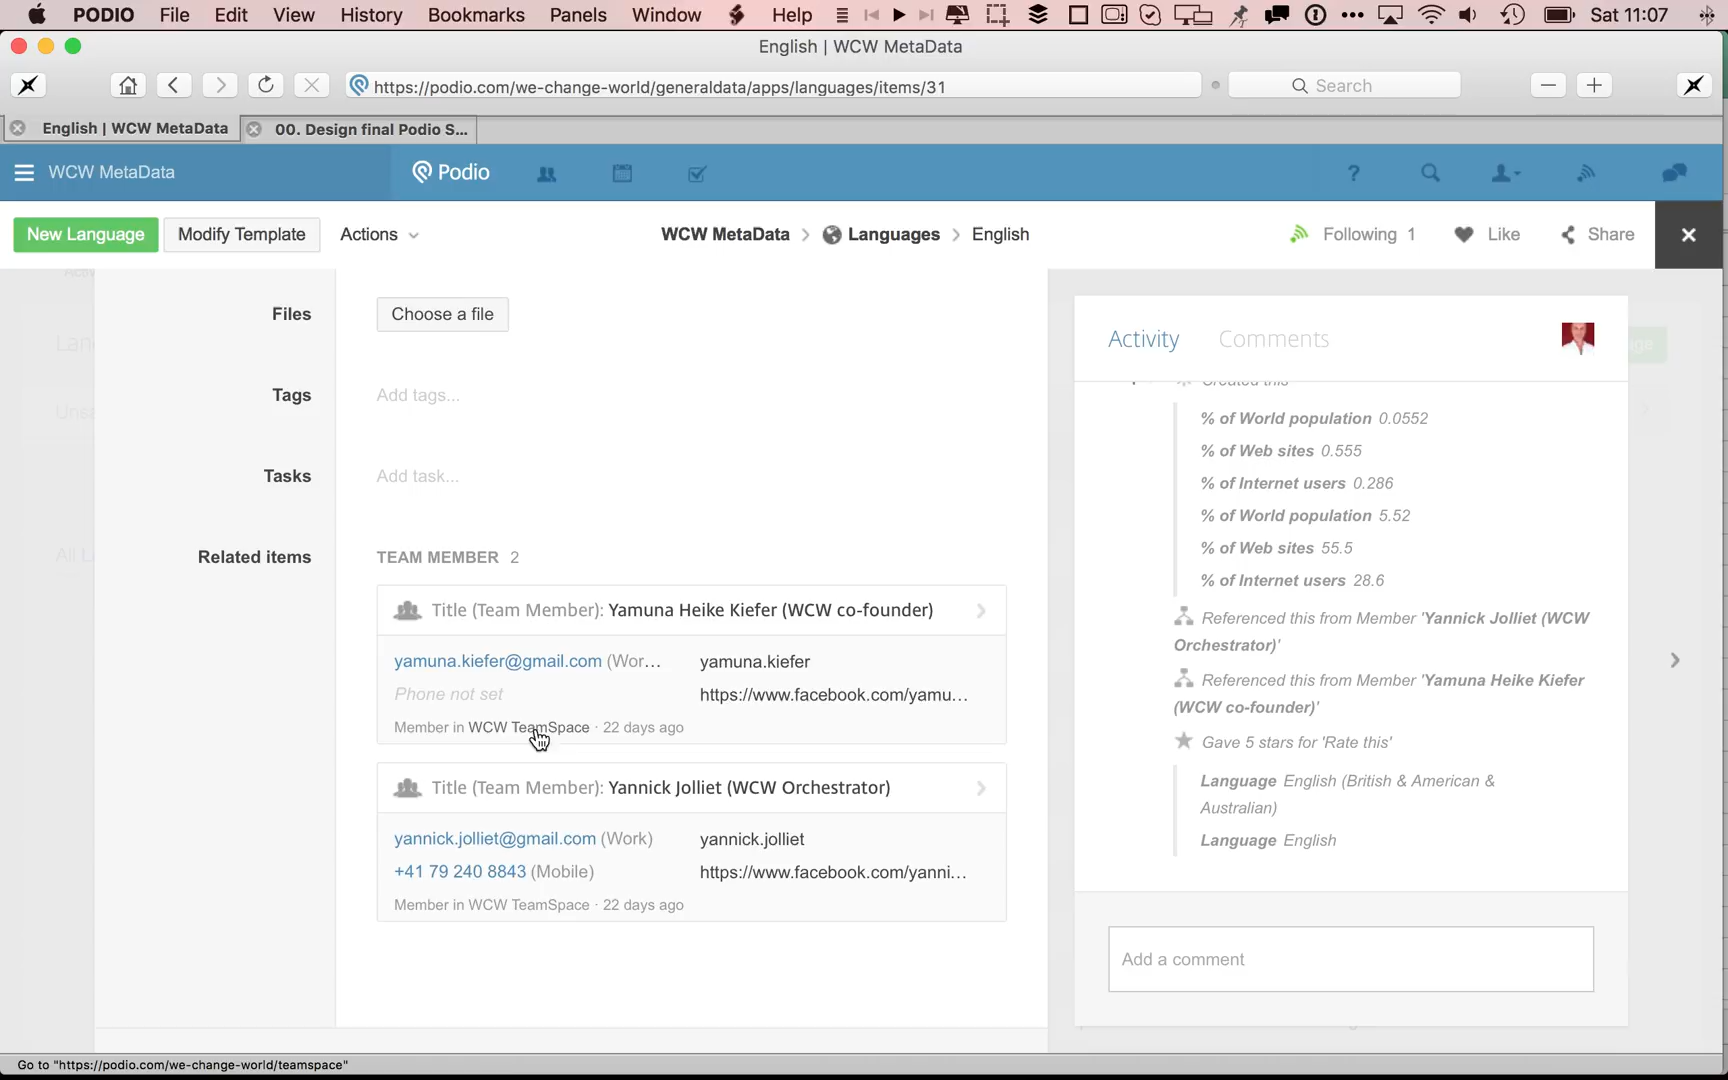 PODIO File Edit View History Bookmarks Panels Window Help Sat 11:07
English | WCW MetaData
https://podio.com/we-change-world/generaldata/apps/languages/items/31 Search
English | WCW MetaData 00. Design final Podio S...
WCW MetaData Podio ?
New Language Modify Template Actions WCW MetaData > Languages > English Following 1 Like Share
Files Choose a file
Tags Add tags...
Tasks Add task...
Related items TEAM MEMBER 2
Title (Team Member): Yamuna Heike Kiefer (WCW co-founder)
yamuna.kiefer@gmail.com (Wor... yamuna.kiefer
Phone not set https://www.facebook.com/yamu...
Member in WCW TeamSpace · 22 days ago
Title (Team Member): Yannick Jolliet (WCW Orchestrator)
yannick.jolliet@gmail.com (Work) yannick.jolliet
+41 79 240 8843 (Mobile) https://www.facebook.com/yanni...
Member in WCW TeamSpace · 22 days ago
Activity Comments
Created this
% of World population 0.0552
% of Web sites 0.555
% of Internet users 0.286
% of World population 5.52
% of Web sites 55.5
% of Internet users 28.6
Referenced this from Member 'Yannick Jolliet (WCW
Orchestrator)'
Referenced this from Member 'Yamuna Heike Kiefer
(WCW co-founder)'
Gave 5 stars for 'Rate this'
Language English (British & American &
Australian)
Language English
Add a comment
Go to "https://podio.com/we-change-world/teamspace"